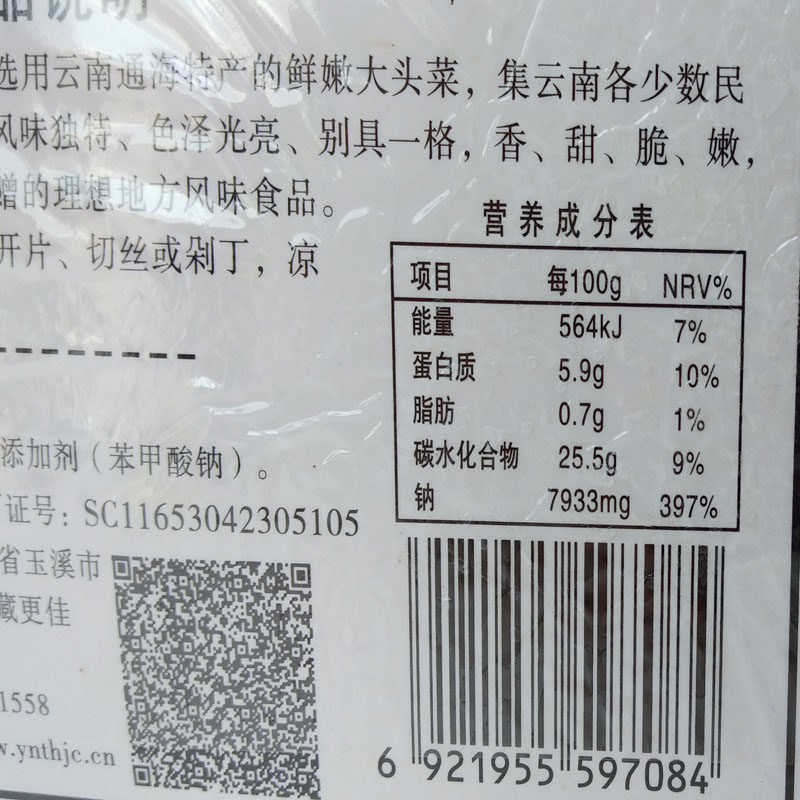 品说明
选用云南通海特产的鲜嫩大头菜，集云南各少数民
风味独特、色泽光亮、别具一格，香、甜、脆、嫩，
赠的理想地方风味食品。
开片、切丝或剁丁，凉
添加剂（苯甲酸钠）。
证号：SC11653042305105
省玉溪市
藏更佳
1558
w.ynthjc.cn
营养成分表
项目 每100g NRV%
能量 564kJ 7%
蛋白质 5.9g 10%
脂肪 0.7g 1%
碳水化合物 25.5g 9%
钠 7933mg 397%
6 921955 597084